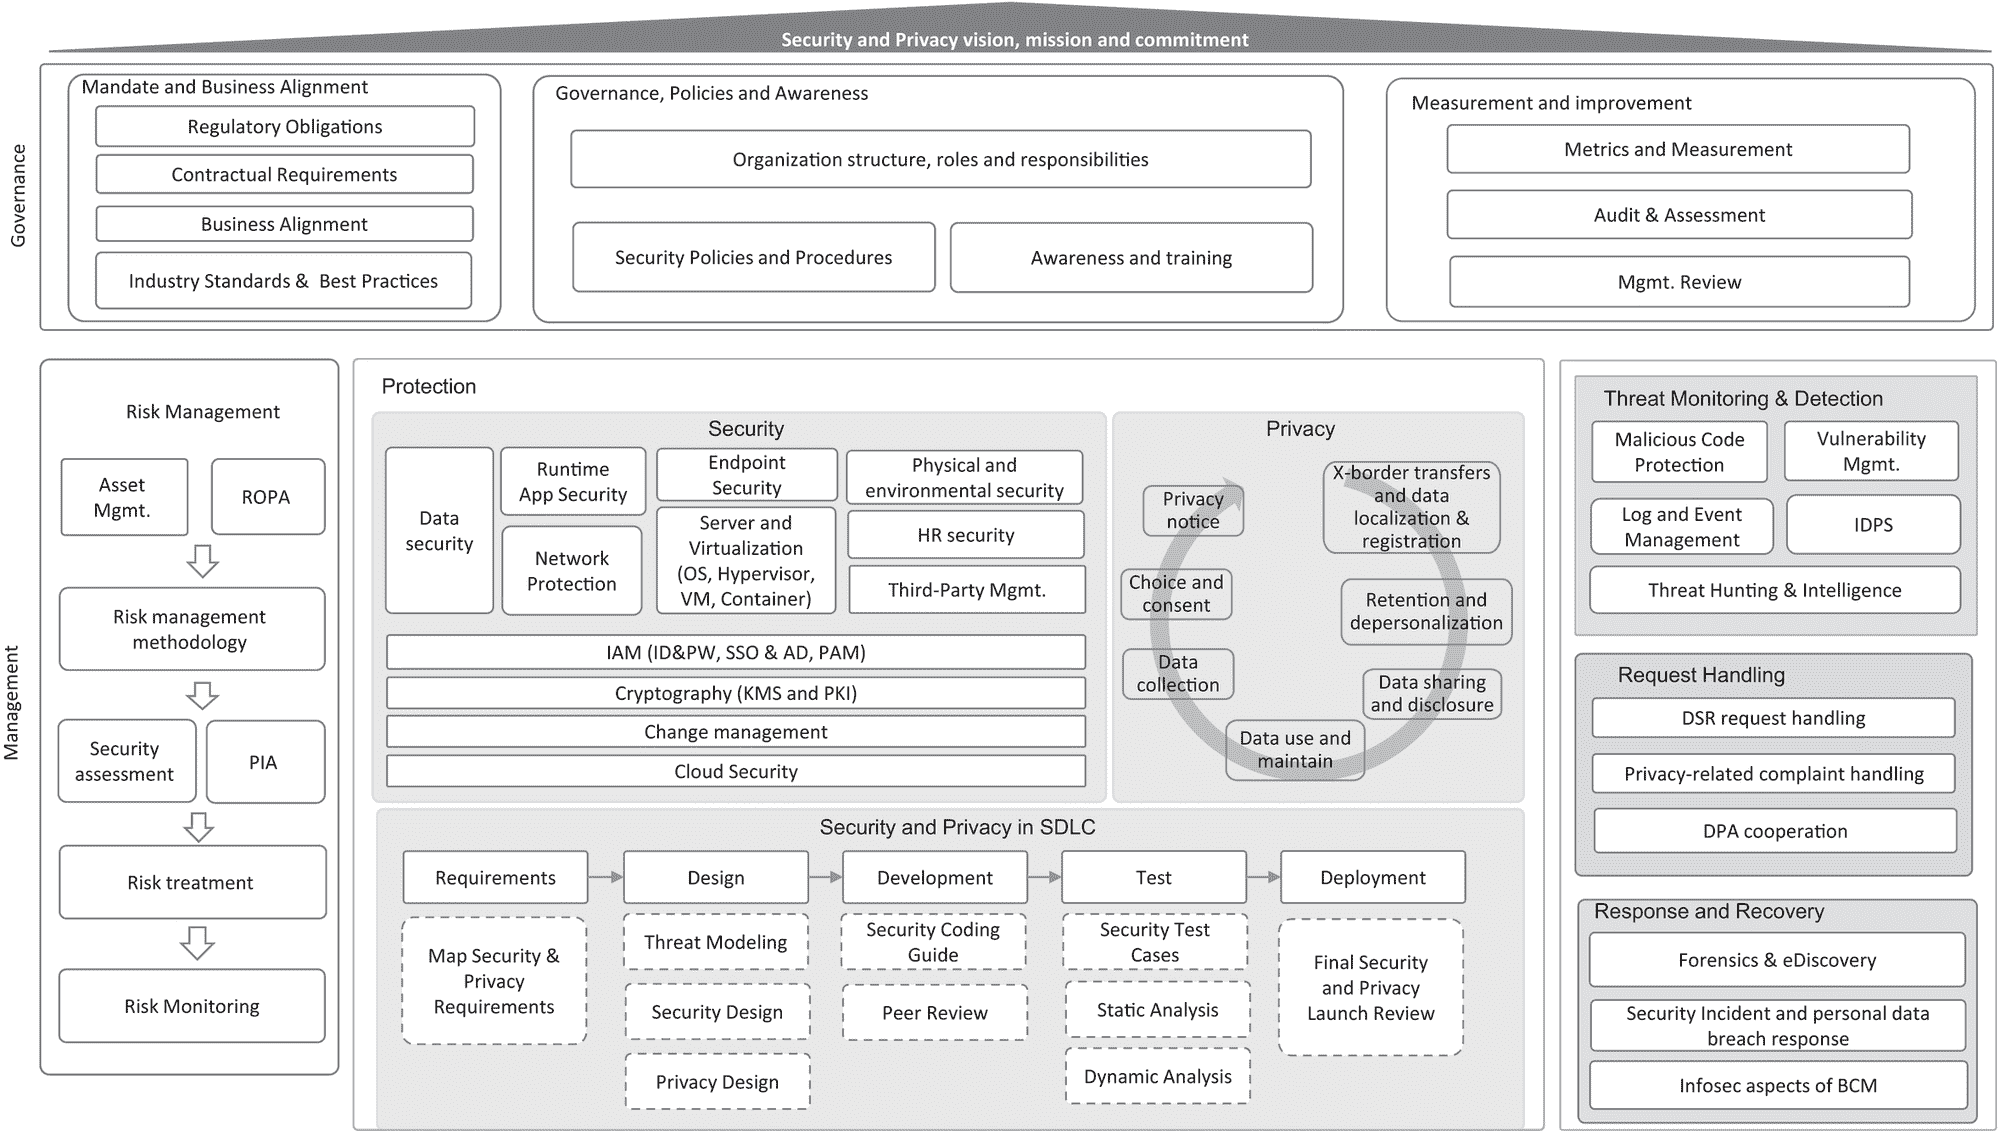 Security and Privacy vision, mission and commitment
Governance
Mandate and Business Alignment
Regulatory Obligations
Contractual Requirements
Business Alignment
Industry Standards & Best Practices
Governance, Policies and Awareness
Organization structure, roles and responsibilities
Security Policies and Procedures
Awareness and training
Measurement and improvement
Metrics and Measurement
Audit & Assessment
Mgmt. Review
Management
Risk Management
Asset
Mgmt.
ROPA
Risk management
methodology
Security
assessment
PIA
Risk treatment
Risk Monitoring
Protection
Security
Data
security
Runtime
App Security
Network
Protection
Endpoint
Security
Server and
Virtualization
(OS, Hypervisor,
VM, Container)
Physical and
environmental security
HR security
Third-Party Mgmt.
IAM (ID&PW, SSO & AD, PAM)
Cryptography (KMS and PKI)
Change management
Cloud Security
Privacy
Privacy
notice
Choice and
consent
Data
collection
Data use and
maintain
Data sharing
and disclosure
Retention and
depersonalization
X-border transfers
and data
localization &
registration
Security and Privacy in SDLC
Requirements
Map Security &
Privacy
Requirements
Design
Threat Modeling
Security Design
Privacy Design
Development
Security Coding
Guide
Peer Review
Test
Security Test
Cases
Static Analysis
Dynamic Analysis
Deployment
Final Security
and Privacy
Launch Review
Threat Monitoring & Detection
Malicious Code
Protection
Vulnerability
Mgmt.
Log and Event
Management
IDPS
Threat Hunting & Intelligence
Request Handling
DSR request handling
Privacy-related complaint handling
DPA cooperation
Response and Recovery
Forensics & eDiscovery
Security Incident and personal data
breach response
Infosec aspects of BCM